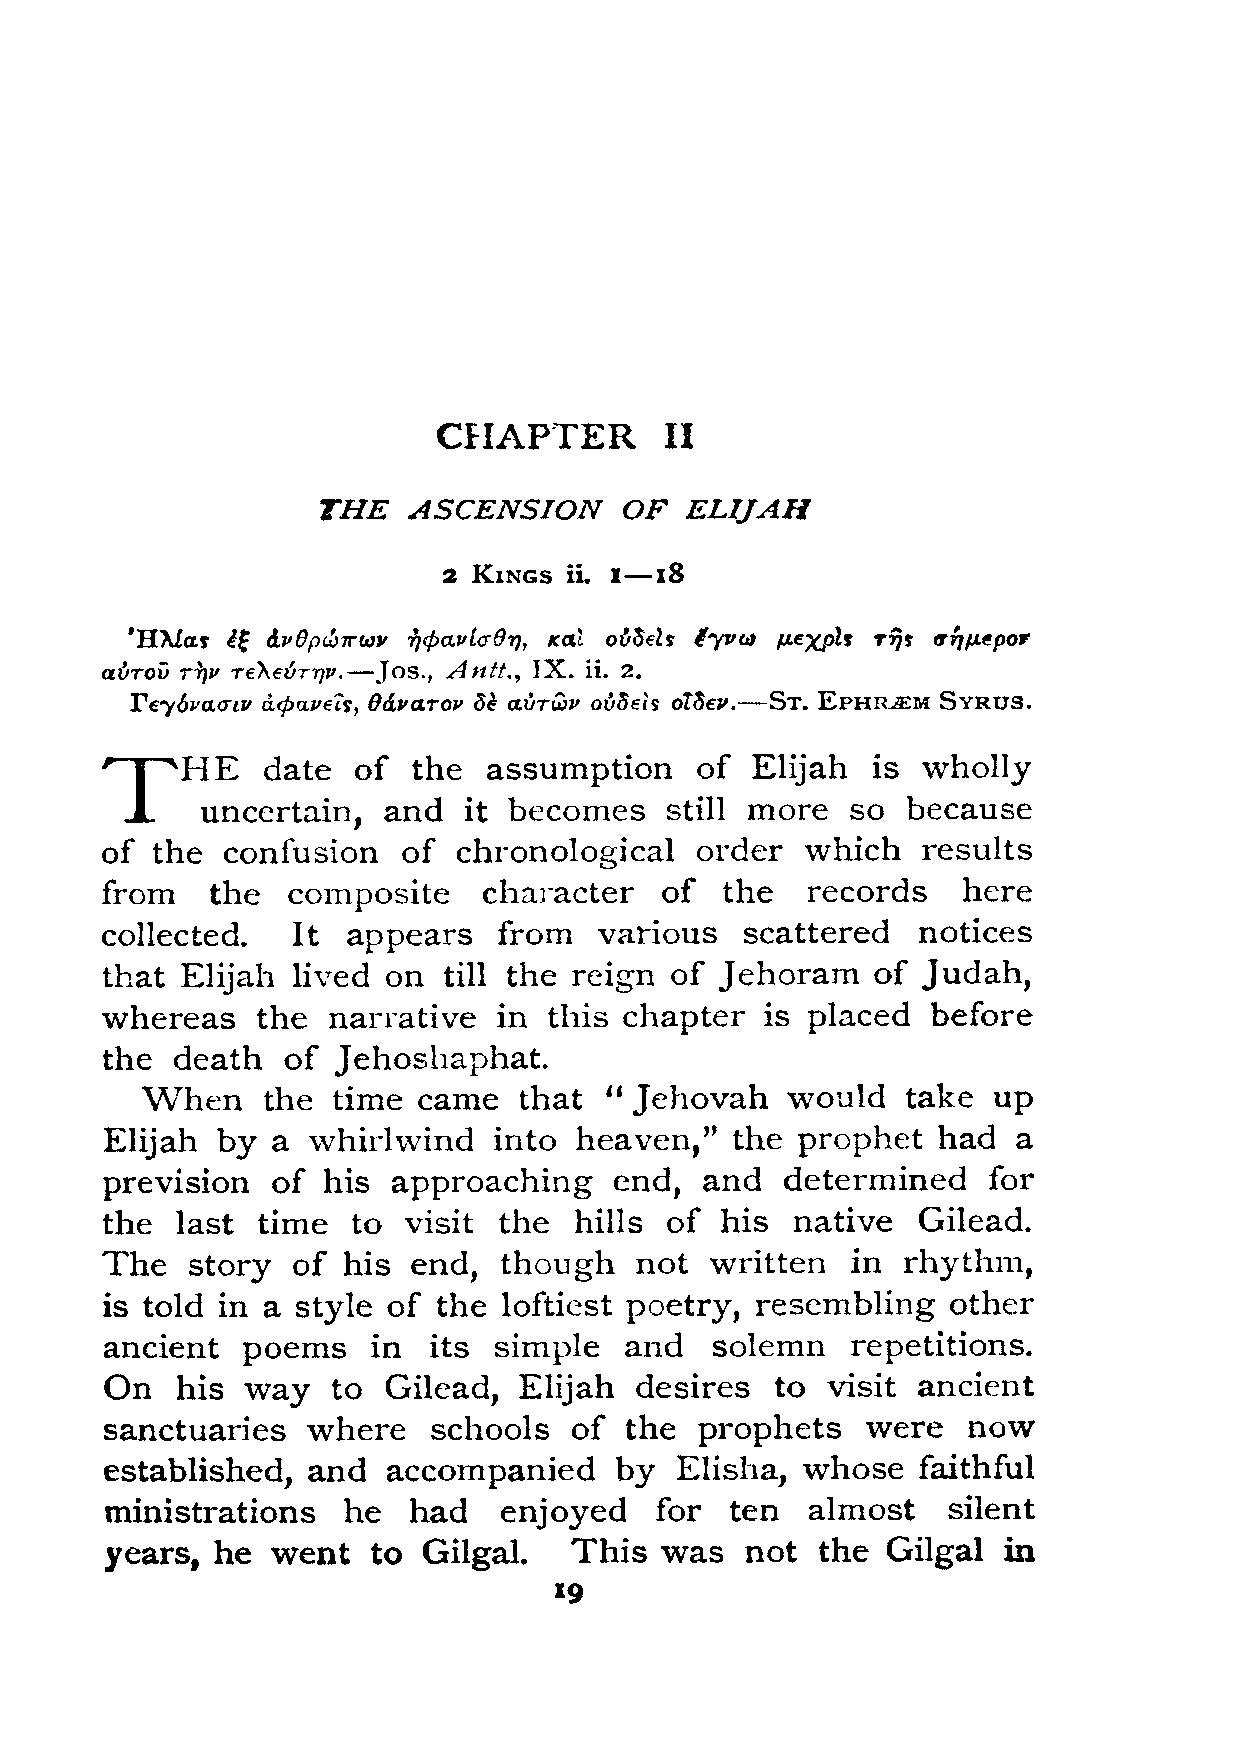 CHAPTER II
THE ASCENSION OF ELIJAH
2 KINGS ii. 1—18
Ἠλίας ἐξ ἀνθρώπων ἠφανίσθη, καὶ οὐδεὶς ἔγνω μεχρὶς τῆς σήμερον
αὐτοῦ τὴν τελεύτην.—JOS., Antt., IX. ii. 2.
Γεγόνασιν ἀφανεῖς, θάνατον δὲ αὐτῶν οὐδεὶς οἶδεν.—ST. EPHRÆM SYRUS.
THE date of the assumption of Elijah is wholly
uncertain, and it becomes still more so because
of the confusion of chronological order which results
from the composite character of the records here
collected. It appears from various scattered notices
that Elijah lived on till the reign of Jehoram of Judah,
whereas the narrative in this chapter is placed before
the death of Jehoshaphat.
When the time came that "Jehovah would take up
Elijah by a whirlwind into heaven," the prophet had a
prevision of his approaching end, and determined for
the last time to visit the hills of his native Gilead.
The story of his end, though not written in rhythm,
is told in a style of the loftiest poetry, resembling other
ancient poems in its simple and solemn repetitions.
On his way to Gilead, Elijah desires to visit ancient
sanctuaries where schools of the prophets were now
established, and accompanied by Elisha, whose faithful
ministrations he had enjoyed for ten almost silent
years, he went to Gilgal. This was not the Gilgal in
19